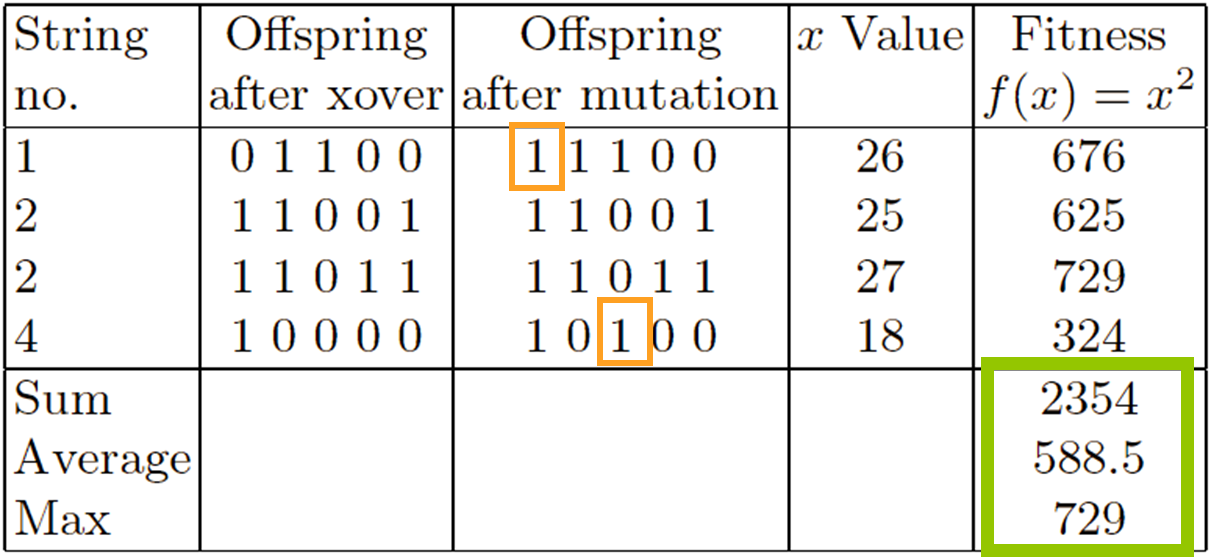 String Offspring Offspring x Value Fitness
no. after xover after mutation f(x) = x²
1 0 1 1 0 0 1 1 1 0 0 26 676
2 1 1 0 0 1 1 1 0 0 1 25 625
2 1 1 0 1 1 1 1 0 1 1 27 729
4 1 0 0 0 0 1 0 1 0 0 18 324
Sum 2354
Average 588.5
Max 729